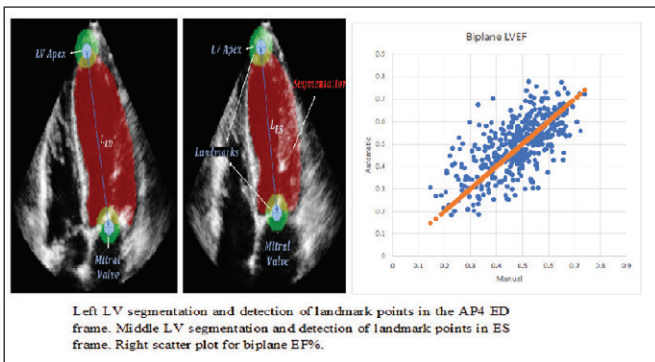 LV Apex
L_ED
Mitral
Valve
LV Apex
Segmentation
L_ES
Landmarks
Mitral
Valve
Biplane LVEF
Automatic
0.9
0.8
0.7
0.6
0.5
0.4
0.3
0.2
0.1
0
0 0.1 0.2 0.3 0.4 0.5 0.6 0.7 0.8 0.9
Manual
Left LV segmentation and detection of landmark points in the AP4 ED
frame. Middle LV segmentation and detection of landmark points in ES
frame. Right scatter plot for biplane EF%.